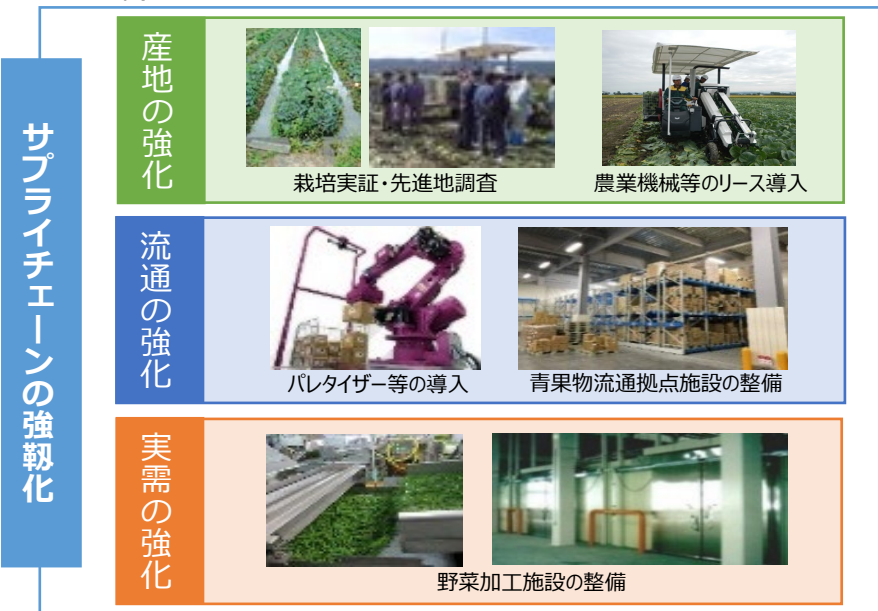 サプライチェーンの強靱化
産地の強化
栽培実証・先進地調査
農業機械等のリース導入
流通の強化
パレタイザー等の導入
青果物流通拠点施設の整備
実需の強化
野菜加工施設の整備